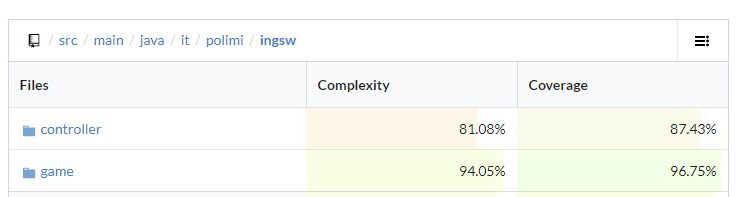 / src / main / java / it / polimi / ingsw
Files Complexity Coverage
controller 81.08% 87.43%
game 94.05% 96.75%